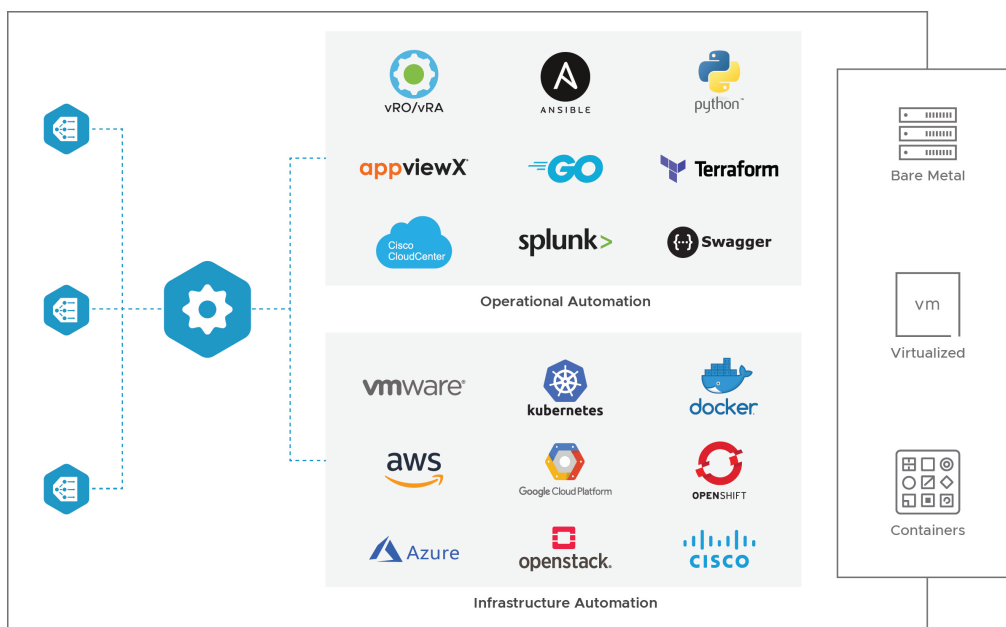 vRO/vRA
ANSIBLE
python™
appviewX
GO
Terraform
Cisco
CloudCenter
splunk>
{··} Swagger
Operational Automation
vmware®
kubernetes
docker
aws
Google Cloud Platform
OPENSHIFT
Azure
openstack.
CISCO
Infrastructure Automation
Bare Metal
vm
Virtualized
Containers